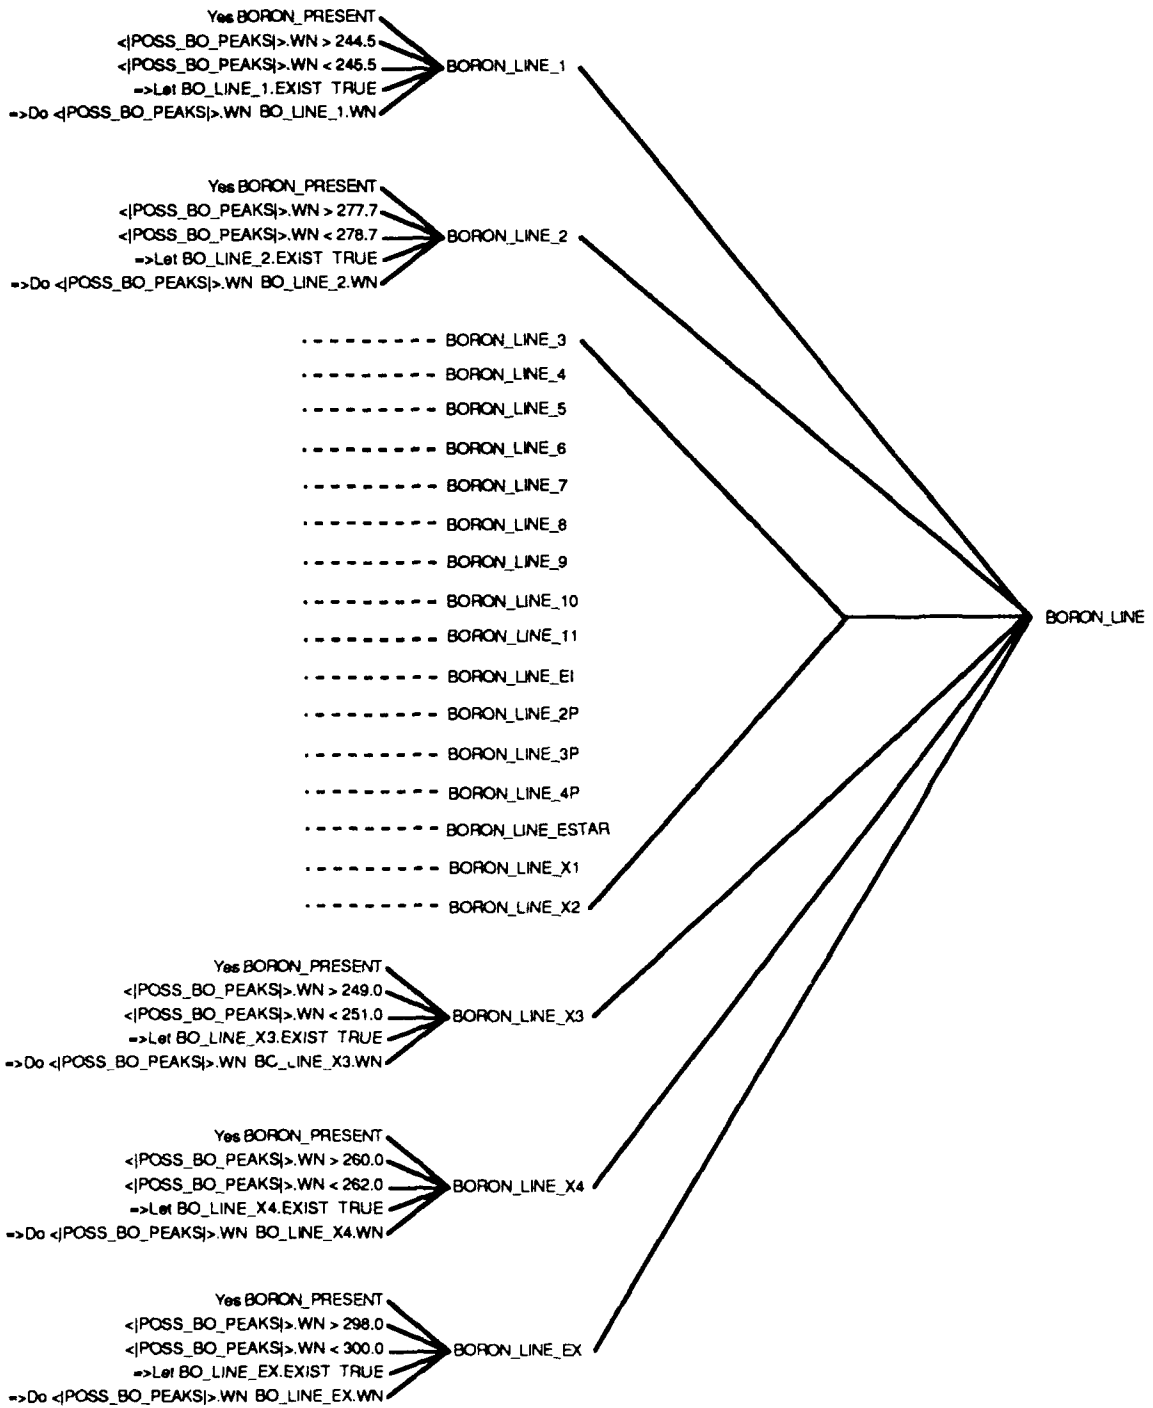 Yes BORON_PRESENT
<|POSS_BO_PEAKS|>.WN > 244.5
<|POSS_BO_PEAKS|>.WN < 245.5
=>Let BO_LINE_1.EXIST TRUE
=>Do <|POSS_BO_PEAKS|>.WN BO_LINE_1.WN
BORON_LINE_1
Yes BORON_PRESENT
<|POSS_BO_PEAKS|>.WN > 277.7
<|POSS_BO_PEAKS|>.WN < 278.7
=>Let BO_LINE_2.EXIST TRUE
=>Do <|POSS_BO_PEAKS|>.WN BO_LINE_2.WN
BORON_LINE_2
BORON_LINE_3
BORON_LINE_4
BORON_LINE_5
BORON_LINE_6
BORON_LINE_7
BORON_LINE_8
BORON_LINE_9
BORON_LINE_10
BORON_LINE_11
BORON_LINE_EI
BORON_LINE_2P
BORON_LINE_3P
BORON_LINE_4P
BORON_LINE_ESTAR
BORON_LINE_X1
BORON_LINE_X2
BORON_LINE
Yes BORON_PRESENT
<|POSS_BO_PEAKS|>.WN > 249.0
<|POSS_BO_PEAKS|>.WN < 251.0
=>Let BO_LINE_X3.EXIST TRUE
=>Do <|POSS_BO_PEAKS|>.WN BO_LINE_X3.WN
BORON_LINE_X3
Yes BORON_PRESENT
<|POSS_BO_PEAKS|>.WN > 260.0
<|POSS_BO_PEAKS|>.WN < 262.0
=>Let BO_LINE_X4.EXIST TRUE
=>Do <|POSS_BO_PEAKS|>.WN BO_LINE_X4.WN
BORON_LINE_X4
Yes BORON_PRESENT
<|POSS_BO_PEAKS|>.WN > 298.0
<|POSS_BO_PEAKS|>.WN < 300.0
=>Let BO_LINE_EX.EXIST TRUE
=>Do <|POSS_BO_PEAKS|>.WN BO_LINE_EX.WN
BORON_LINE_EX